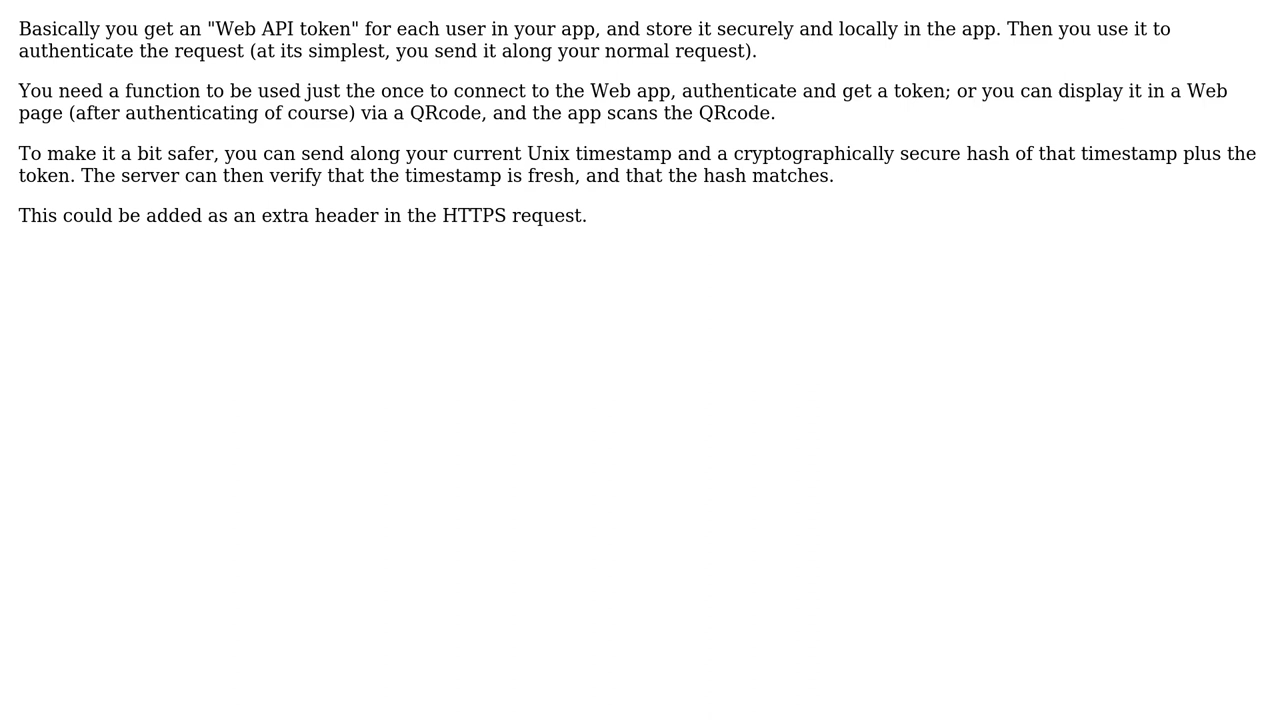 Basically you get an "Web API token" for each user in your app, and store it securely and locally in the app. Then you use it to
authenticate the request (at its simplest, you send it along your normal request).
You need a function to be used just the once to connect to the Web app, authenticate and get a token; or you can display it in a Web
page (after authenticating of course) via a QRcode, and the app scans the QRcode.
To make it a bit safer, you can send along your current Unix timestamp and a cryptographically secure hash of that timestamp plus the
token. The server can then verify that the timestamp is fresh, and that the hash matches.
This could be added as an extra header in the HTTPS request.